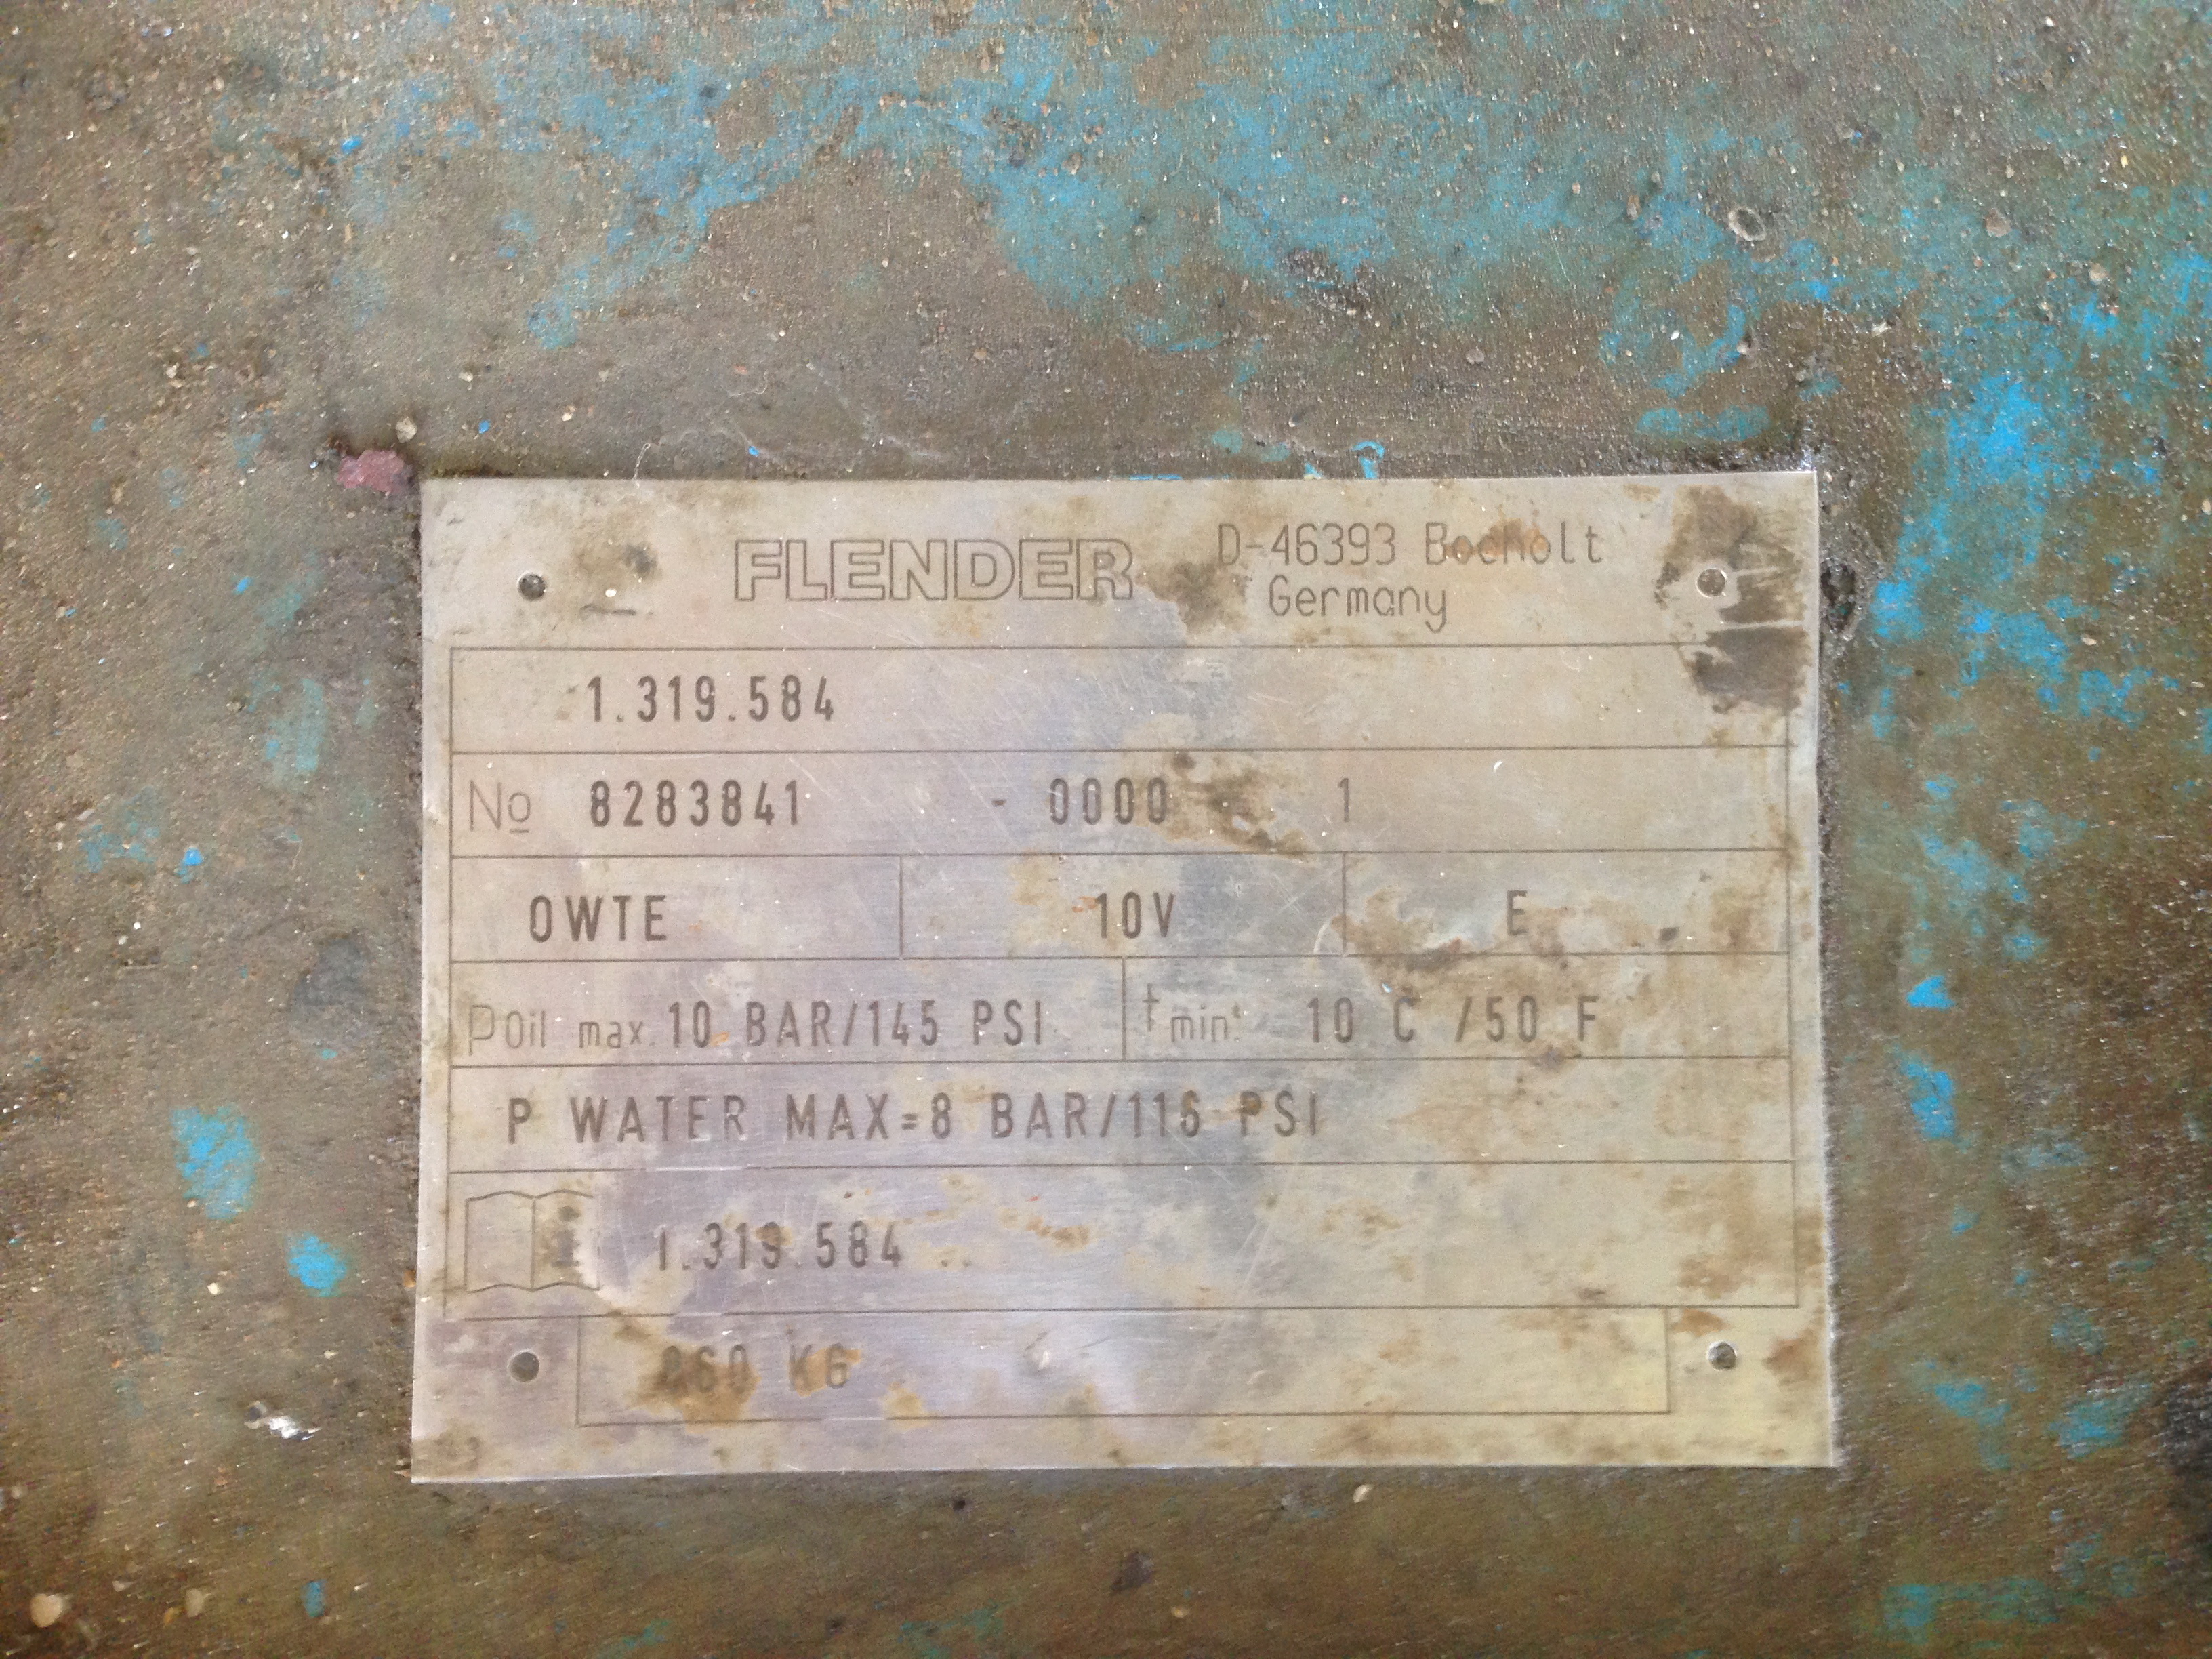 FLENDER D-46393 Bocholt
Germany
1.319.584
No 8283841 - 0000 1
OWTE 10V E
Poil max. 10 BAR/145 PSI tmin. 10 C /50 F
P WATER MAX=8 BAR/116 PSI
1.319.584
KG